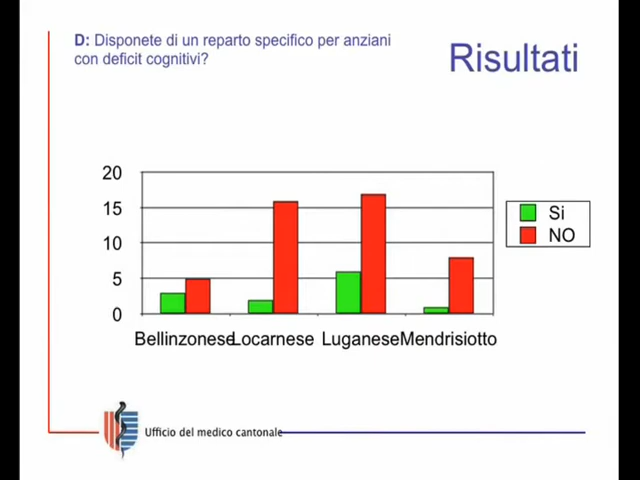 D: Disponete di un reparto specifico per anziani
con deficit cognitivi?
Risultati
20
15
10
5
0
Si
NO
Bellinzonese Locarnese Luganese Mendrisiotto
Ufficio del medico cantonale